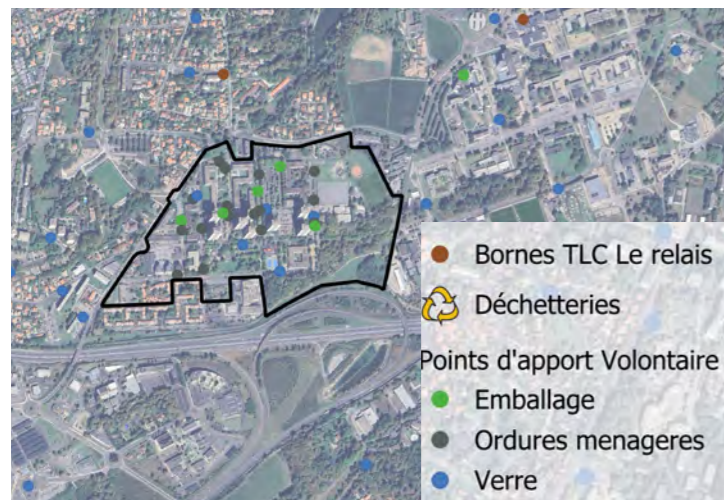 Bornes TLC Le relais
Déchetteries
Points d'apport Volontaire
Emballage
Ordures menageres
Verre